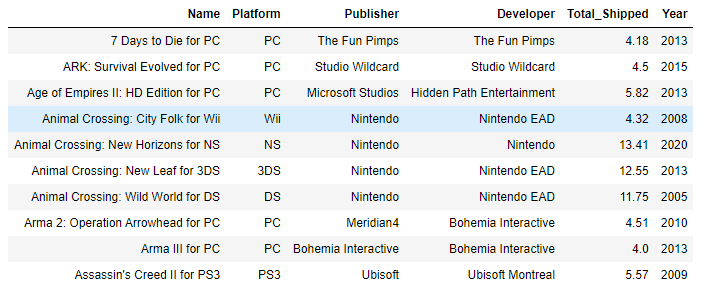 Name Platform Publisher Developer Total_Shipped Year
7 Days to Die for PC PC The Fun Pimps The Fun Pimps 4.18 2013
ARK: Survival Evolved for PC PC Studio Wildcard Studio Wildcard 4.5 2015
Age of Empires II: HD Edition for PC PC Microsoft Studios Hidden Path Entertainment 5.82 2013
Animal Crossing: City Folk for Wii Wii Nintendo Nintendo EAD 4.32 2008
Animal Crossing: New Horizons for NS NS Nintendo Nintendo 13.41 2020
Animal Crossing: New Leaf for 3DS 3DS Nintendo Nintendo EAD 12.55 2013
Animal Crossing: Wild World for DS DS Nintendo Nintendo EAD 11.75 2005
Arma 2: Operation Arrowhead for PC PC Meridian4 Bohemia Interactive 4.51 2010
Arma III for PC PC Bohemia Interactive Bohemia Interactive 4.0 2013
Assassin's Creed II for PS3 PS3 Ubisoft Ubisoft Montreal 5.57 2009